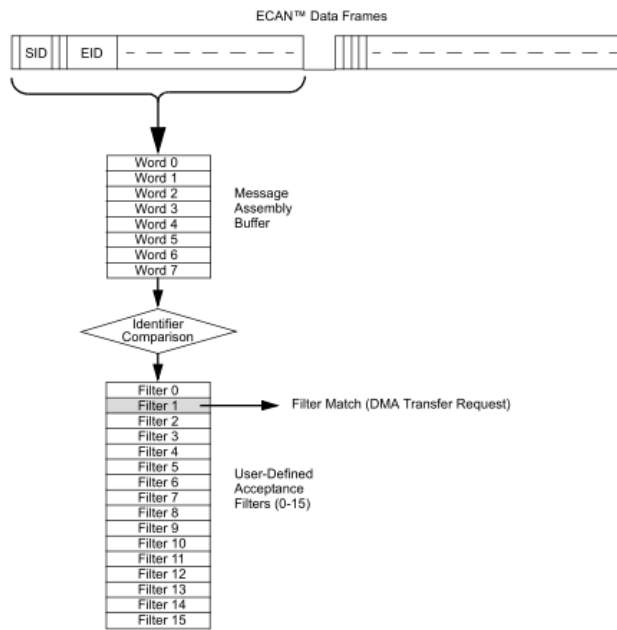 ECAN™ Data Frames
SID
EID
Word 0
Word 1
Word 2
Word 3
Word 4
Word 5
Word 6
Word 7
Message
Assembly
Buffer
Identifier
Comparison
Filter 0
Filter 1
Filter 2
Filter 3
Filter 4
Filter 5
Filter 6
Filter 7
Filter 8
Filter 9
Filter 10
Filter 11
Filter 12
Filter 13
Filter 14
Filter 15
Filter Match (DMA Transfer Request)
User-Defined
Acceptance
Filters (0-15)